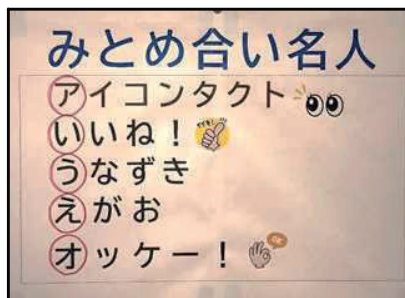 みとめ合い名人
アイコンタクト
いいね！
うなずき
えがお
オッケー！